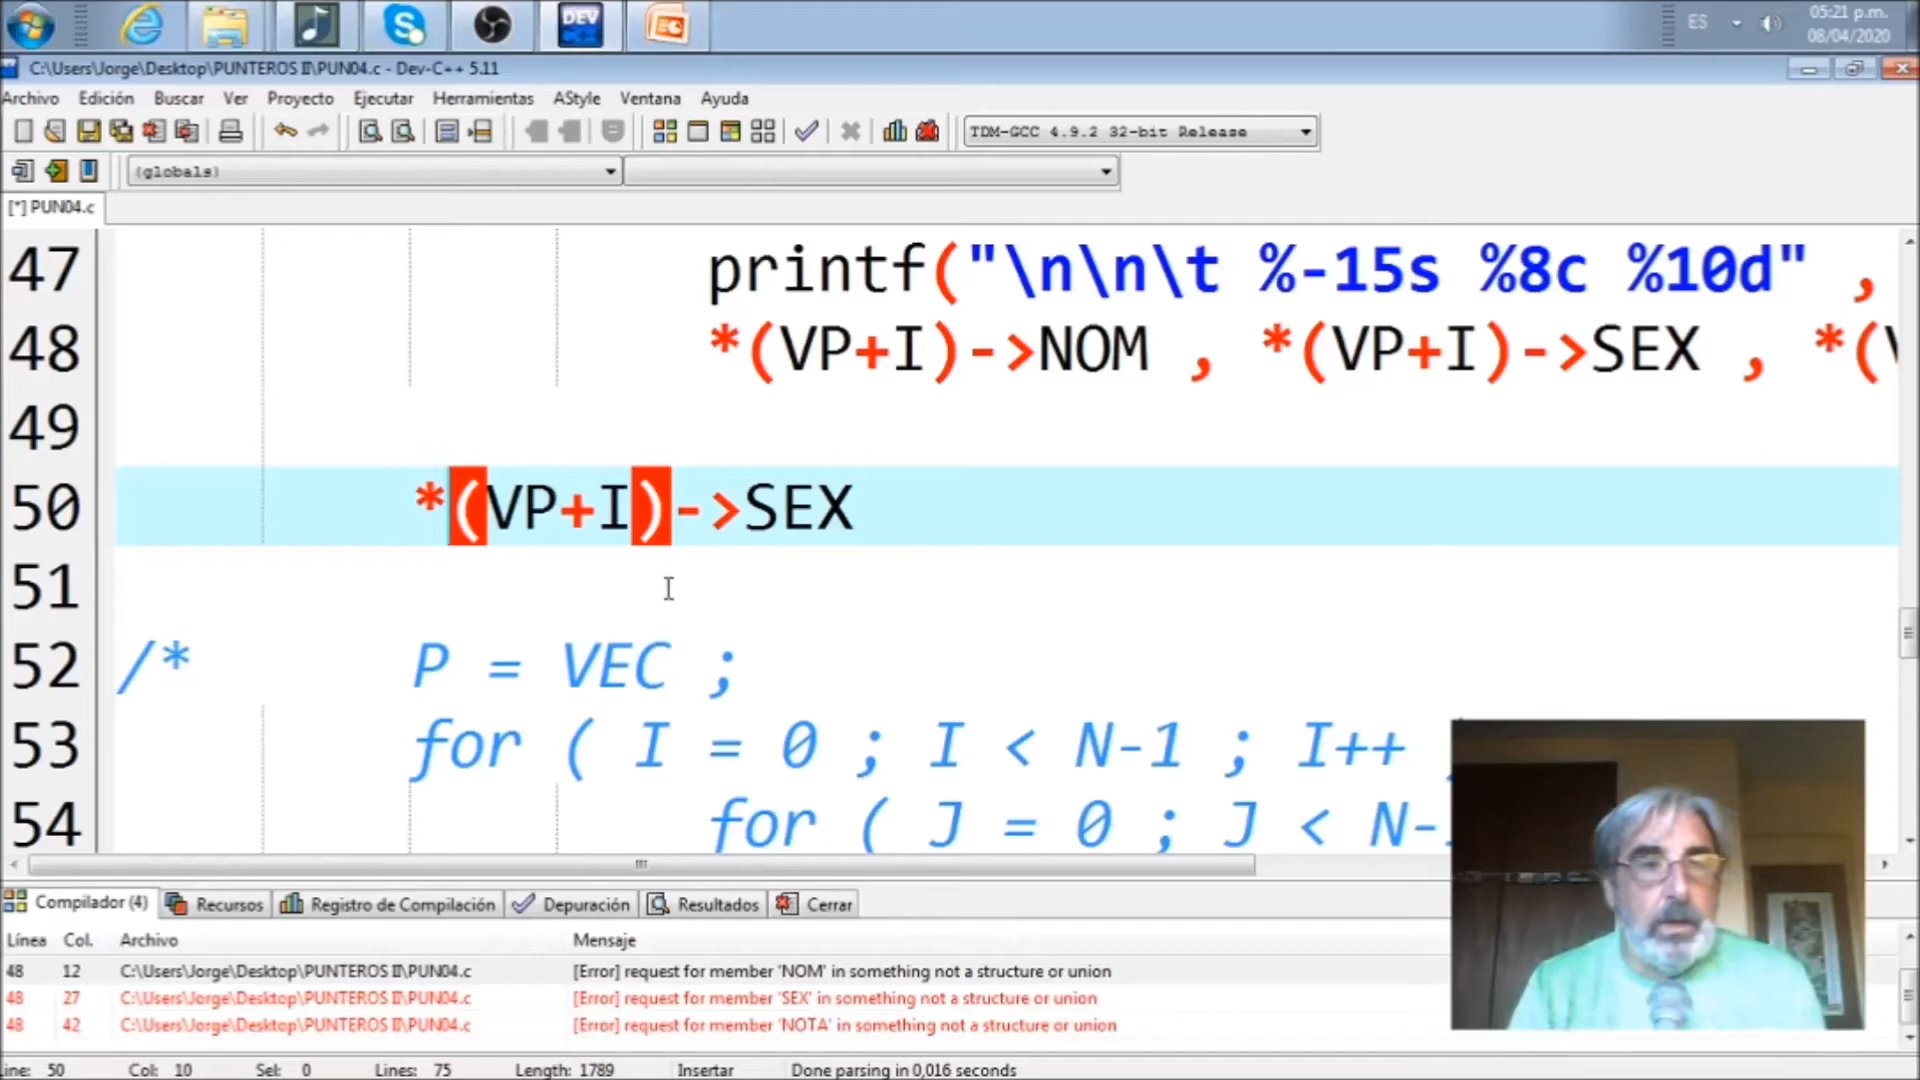 DEV
ES
05:21 p.m.
08/04/2020
C:\Users\Jorge\Desktop\PUNTEROS II\PUN04.c - Dev-C++ 5.11
Archivo Edición Buscar Ver Proyecto Ejecutar Herramientas AStyle Ventana Ayuda
TDM-GCC 4.9.2 32-bit Release
(globals)
[*] PUN04.c
47 printf("\n\n\t %-15s %8c %10d" ,
48 *(VP+I)->NOM , *(VP+I)->SEX , *(V
49
50 *(VP+I)->SEX
51
52 /* P = VEC ;
53 for ( I = 0 ; I < N-1 ; I++
54 for ( J = 0 ; J < N-
Compilador (4) Recursos Registro de Compilación Depuración Resultados Cerrar
Línea Col. Archivo Mensaje
48 12 C:\Users\Jorge\Desktop\PUNTEROS II\PUN04.c [Error] request for member 'NOM' in something not a structure or union
48 27 C:\Users\Jorge\Desktop\PUNTEROS II\PUN04.c [Error] request for member 'SEX' in something not a structure or union
48 42 C:\Users\Jorge\Desktop\PUNTEROS II\PUN04.c [Error] request for member 'NOTA' in something not a structure or union
ine: 50 Col: 10 Sel: 0 Lines: 75 Length: 1789 Insertar Done parsing in 0,016 seconds